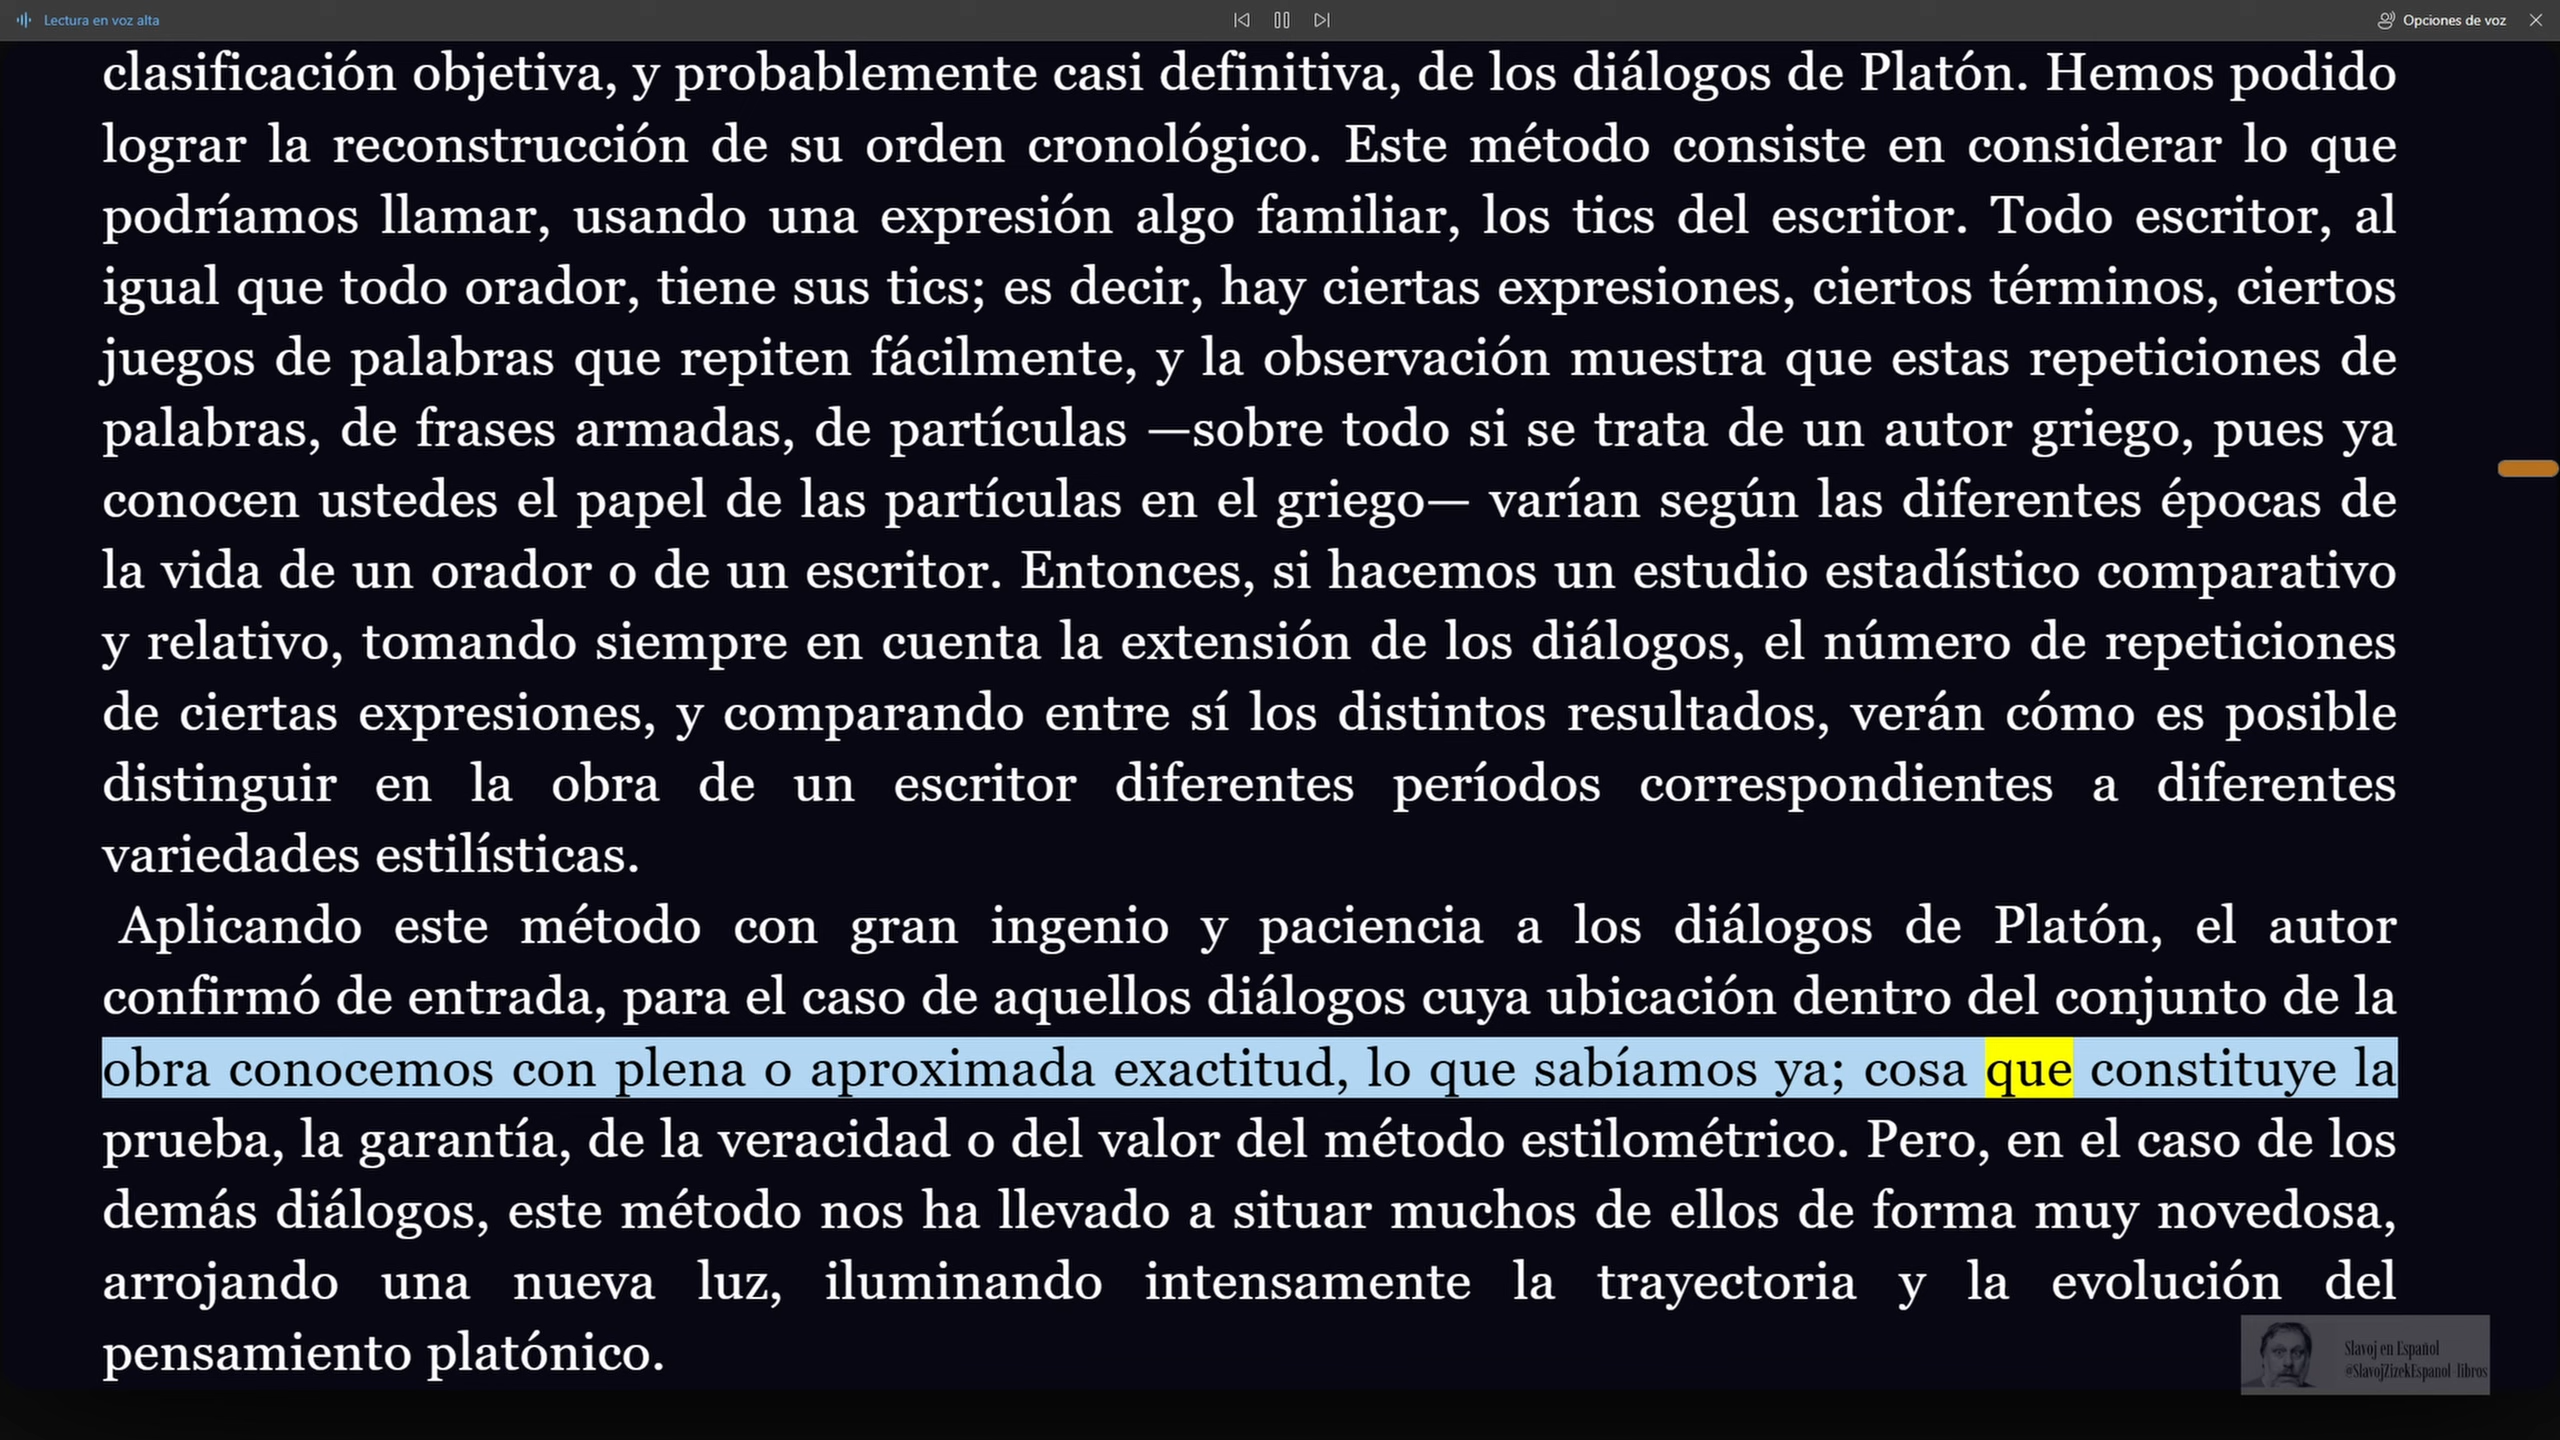 Lectura en voz alta
Opciones de voz
clasificación objetiva, y probablemente casi definitiva, de los diálogos de Platón. Hemos podido
lograr la reconstrucción de su orden cronológico. Este método consiste en considerar lo que
podríamos llamar, usando una expresión algo familiar, los tics del escritor. Todo escritor, al
igual que todo orador, tiene sus tics; es decir, hay ciertas expresiones, ciertos términos, ciertos
juegos de palabras que repiten fácilmente, y la observación muestra que estas repeticiones de
palabras, de frases armadas, de partículas —sobre todo si se trata de un autor griego, pues ya
conocen ustedes el papel de las partículas en el griego— varían según las diferentes épocas de
la vida de un orador o de un escritor. Entonces, si hacemos un estudio estadístico comparativo
y relativo, tomando siempre en cuenta la extensión de los diálogos, el número de repeticiones
de ciertas expresiones, y comparando entre sí los distintos resultados, verán cómo es posible
distinguir en la obra de un escritor diferentes períodos correspondientes a diferentes
variedades estilísticas.
Aplicando este método con gran ingenio y paciencia a los diálogos de Platón, el autor
confirmó de entrada, para el caso de aquellos diálogos cuya ubicación dentro del conjunto de la
obra conocemos con plena o aproximada exactitud, lo que sabíamos ya; cosa que constituye la
prueba, la garantía, de la veracidad o del valor del método estilométrico. Pero, en el caso de los
demás diálogos, este método nos ha llevado a situar muchos de ellos de forma muy novedosa,
arrojando una nueva luz, iluminando intensamente la trayectoria y la evolución del
pensamiento platónico.
Slavoj en Español
@SlavojZizekEspanol-libros